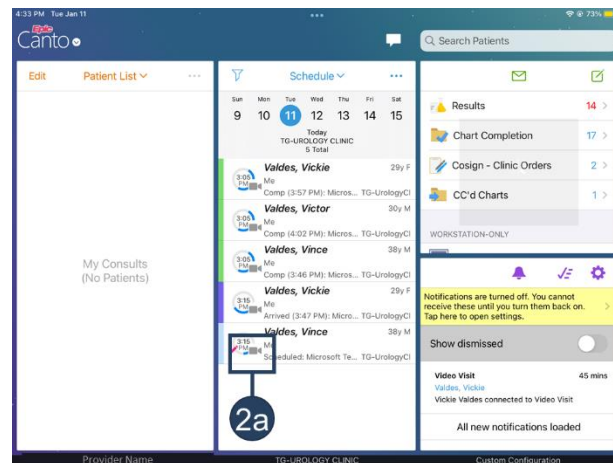 4:33 PM Tue Jan 11
73%
Epic
Canto
Search Patients
Edit
Patient List
My Consults
(No Patients)
Provider Name
Schedule
Sun Mon Tue Wed Thu Fri Sat
9 10 11 12 13 14 15
Today
TG-UROLOGY CLINIC
5 Total
3:05 PM
Valdes, Vickie 29y F
Me
Comp (3:57 PM): Micros... TG-UrologyCl
3:05 PM
Valdes, Victor 30y M
Me
Comp (4:02 PM): Micros... TG-UrologyCl
3:05 PM
Valdes, Vince 38y M
Me
Comp (3:46 PM): Micros... TG-UrologyCl
3:15 PM
Valdes, Vickie 29y F
Me
Arrived (3:47 PM): Micro... TG-UrologyCl
3:15 PM
Valdes, Vince 38y M
Me
Scheduled: Microsoft Te... TG-UrologyCl
2a
TG-UROLOGY CLINIC
Results 14
Chart Completion 17
Cosign - Clinic Orders 2
CC'd Charts 1
WORKSTATION-ONLY
Notifications are turned off. You cannot
receive these until you turn them back on.
Tap here to open settings.
Show dismissed
Video Visit 45 mins
Valdes, Vickie
Vickie Valdes connected to Video Visit
All new notifications loaded
Custom Configuration